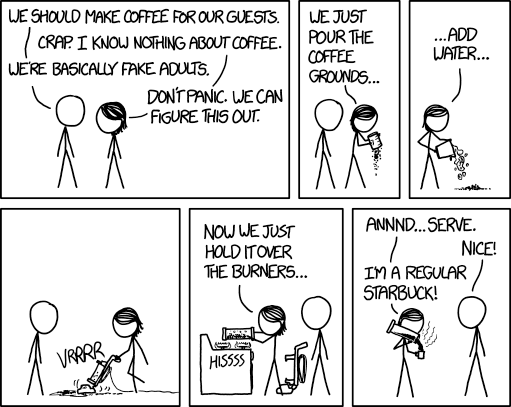 WE SHOULD MAKE COFFEE FOR OUR GUESTS.
CRAP. I KNOW NOTHING ABOUT COFFEE.
WE'RE BASICALLY FAKE ADULTS.
DON'T PANIC. WE CAN
FIGURE THIS OUT.
WE JUST
POUR THE
COFFEE
GROUNDS...
...ADD
WATER...
VRRRR
NOW WE JUST
HOLD IT OVER
THE BURNERS...
HISSSS
ANNND...SERVE.
NICE!
I'M A REGULAR
STARBUCK!